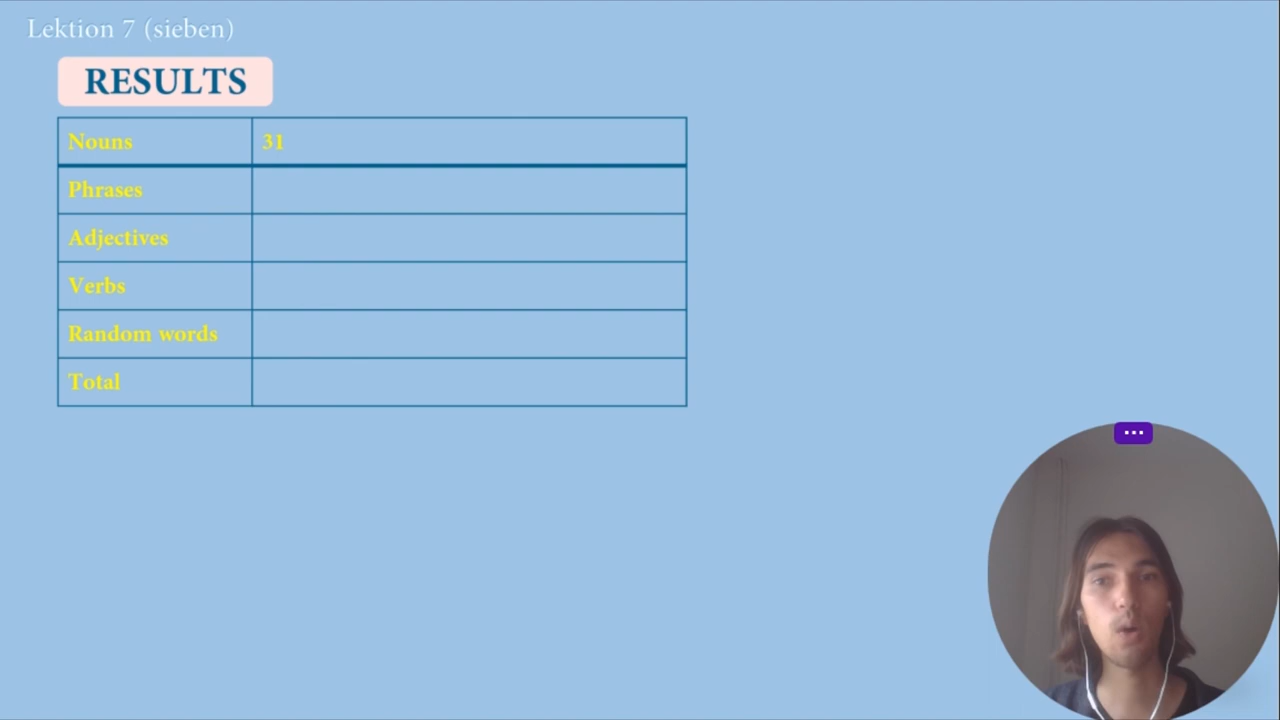 Lektion 7 (sieben)
RESULTS
Nouns 31
Phrases
Adjectives
Verbs
Random words
Total